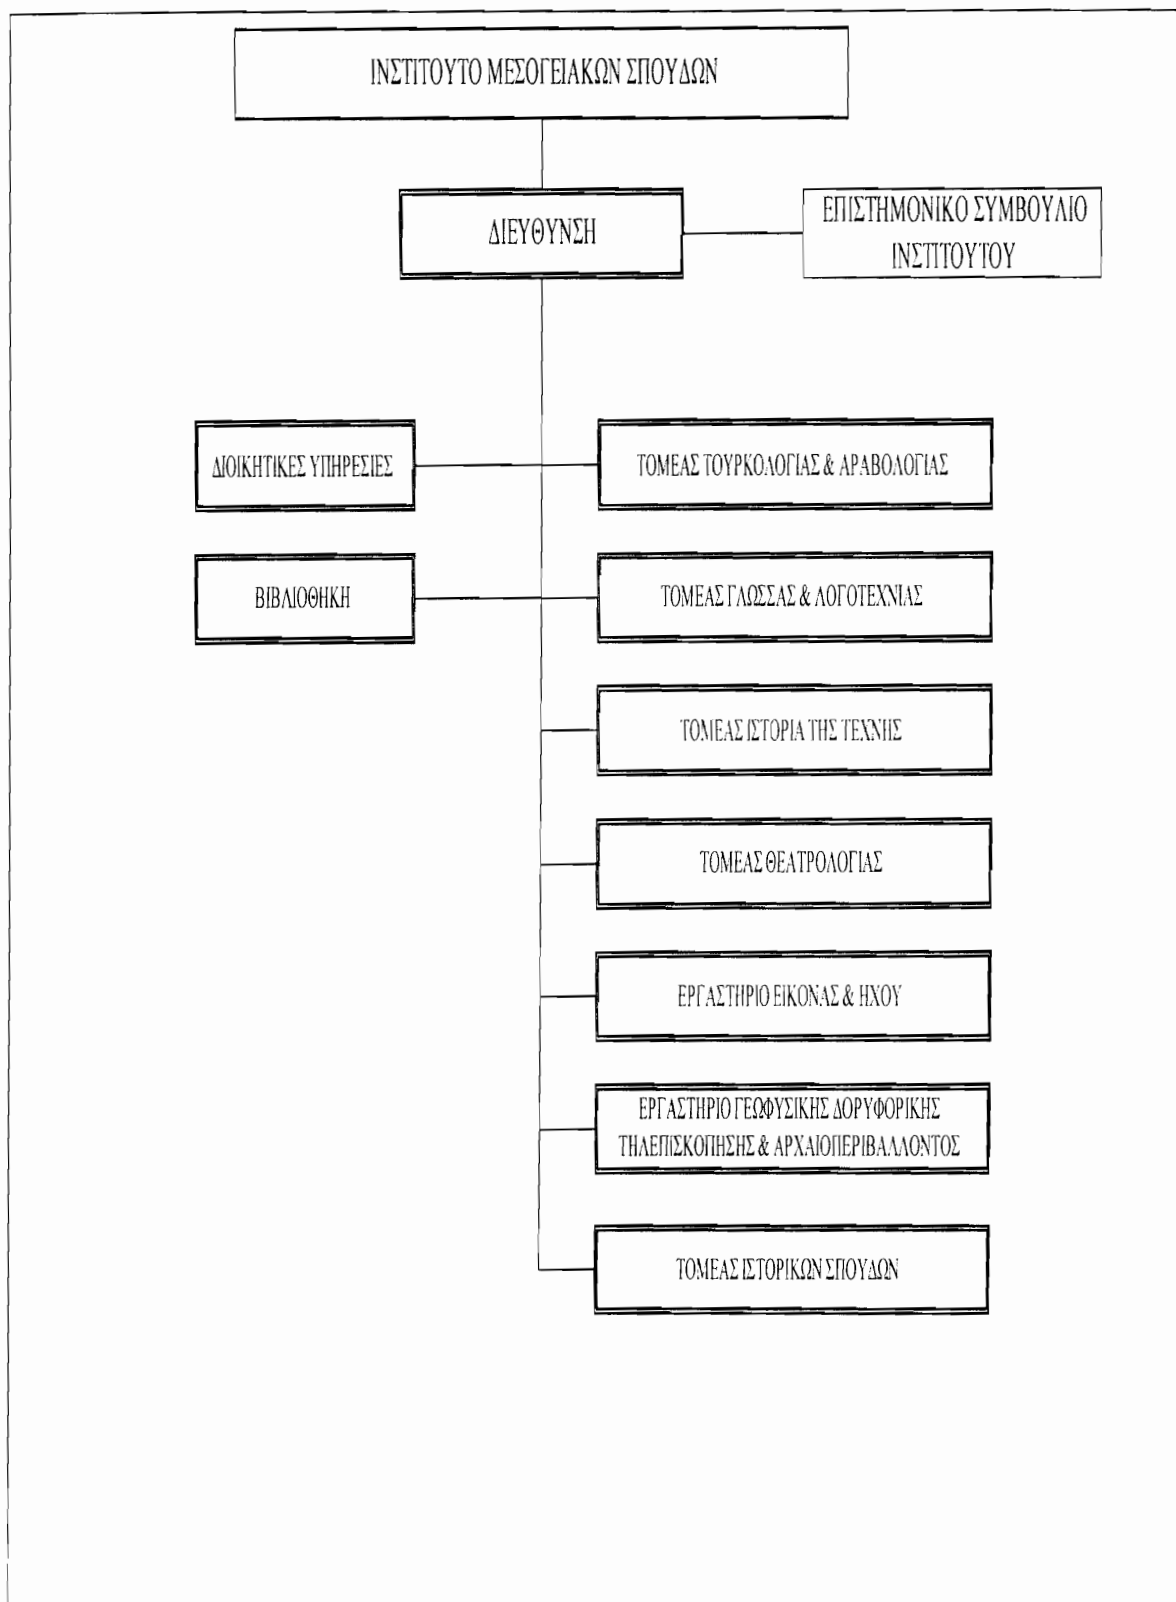 ΙΝΣΤΙΤΟΥΤΟ ΜΕΣΟΓΕΙΑΚΩΝ ΣΠΟΥΔΩΝ
ΔΙΕΥΘΥΝΣΗ
ΕΠΙΣΤΗΜΟΝΙΚΟ ΣΥΜΒΟΥΛΙΟ
ΙΝΣΤΙΤΟΥΤΟΥ
ΔΙΟΙΚΗΤΙΚΕΣ ΥΠΗΡΕΣΙΕΣ
ΤΟΜΕΑΣ ΤΟΥΡΚΟΛΟΓΙΑΣ & ΑΡΑΒΟΛΟΓΙΑΣ
ΒΙΒΛΙΟΘΗΚΗ
ΤΟΜΕΑΣ ΓΛΩΣΣΑΣ & ΛΟΓΟΤΕΧΝΙΑΣ
ΤΟΜΕΑΣ ΙΣΤΟΡΙΑ ΤΗΣ ΤΕΧΝΗΣ
ΤΟΜΕΑΣ ΘΕΑΤΡΟΛΟΓΙΑΣ
ΕΡΓΑΣΤΗΡΙΟ ΕΙΚΟΝΑΣ & ΗΧΟΥ
ΕΡΓΑΣΤΗΡΙΟ ΓΕΩΦΥΣΙΚΗΣ ΔΟΡΥΦΟΡΙΚΗΣ
ΤΗΛΕΠΙΣΚΟΠΗΣΗΣ & ΑΡΧΑΙΟΠΕΡΙΒΑΛΛΟΝΤΟΣ
ΤΟΜΕΑΣ ΙΣΤΟΡΙΚΩΝ ΣΠΟΥΔΩΝ